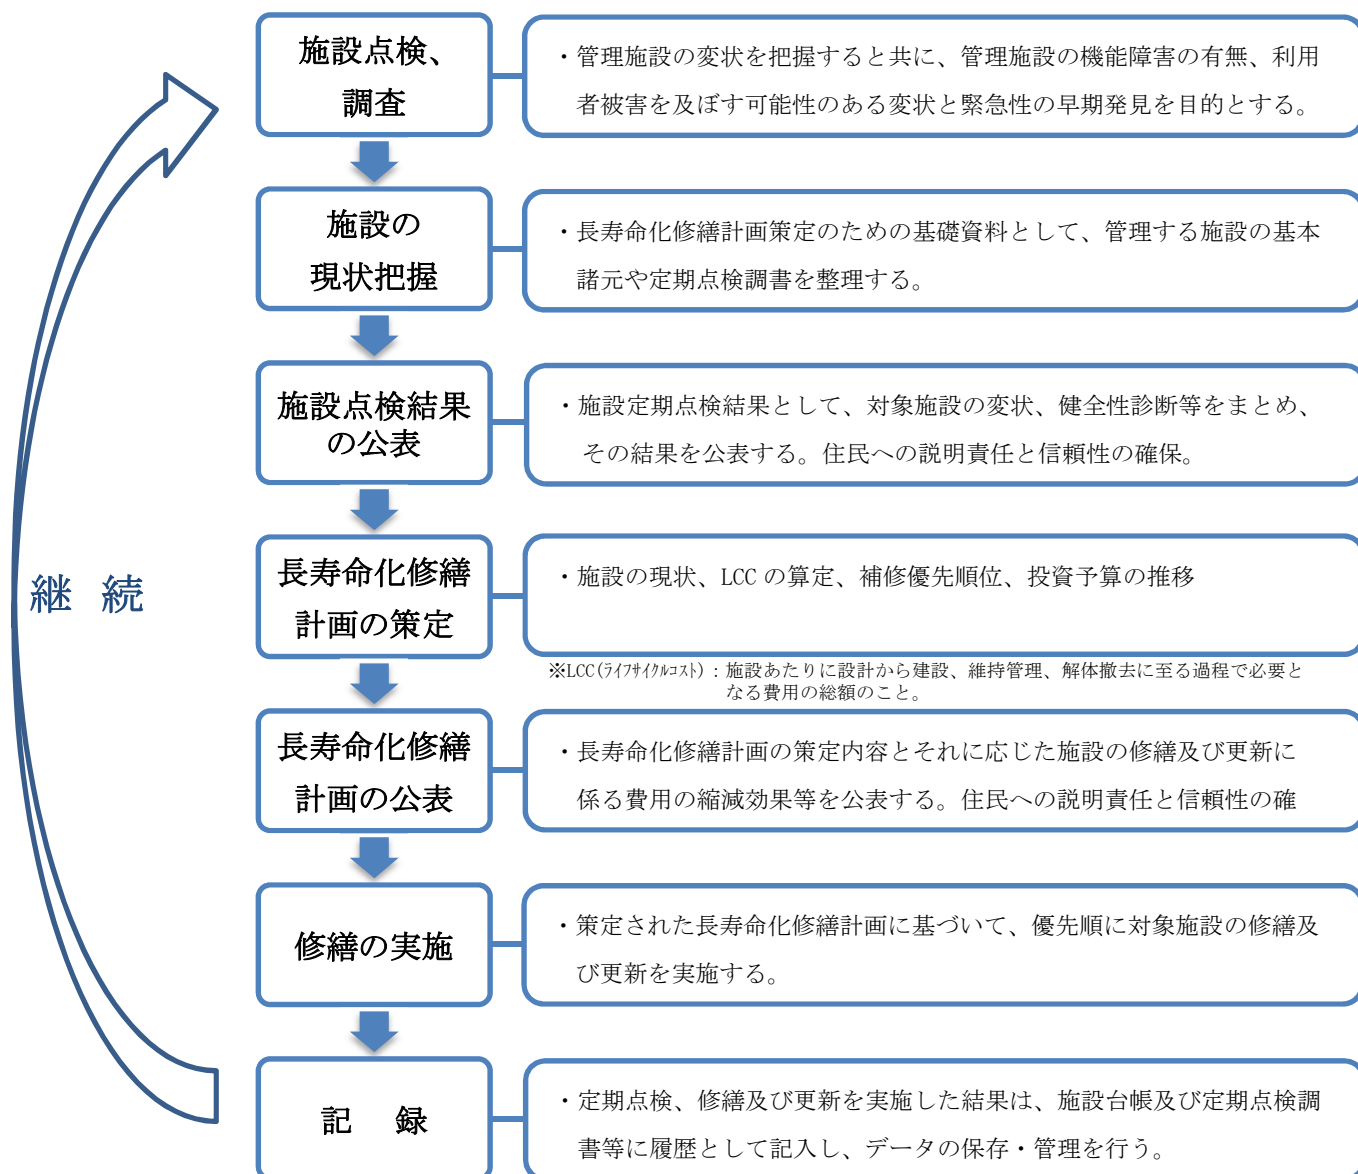 施設点検、
調査
・管理施設の変状を把握すると共に、管理施設の機能障害の有無、利用
者被害を及ぼす可能性のある変状と緊急性の早期発見を目的とする。
施設の
現状把握
・長寿命化修繕計画策定のための基礎資料として、管理する施設の基本
諸元や定期点検調書を整理する。
施設点検結果
の公表
・施設定期点検結果として、対象施設の変状、健全性診断等をまとめ、
その結果を公表する。住民への説明責任と信頼性の確保。
継 続
長寿命化修繕
計画の策定
・施設の現状、LCC の算定、補修優先順位、投資予算の推移
※LCC(ﾗｲﾌｻｲｸﾙｺｽﾄ)：施設あたりに設計から建設、維持管理、解体撤去に至る過程で必要と
なる費用の総額のこと。
長寿命化修繕
計画の公表
・長寿命化修繕計画の策定内容とそれに応じた施設の修繕及び更新に
係る費用の縮減効果等を公表する。住民への説明責任と信頼性の確
修繕の実施
・策定された長寿命化修繕計画に基づいて、優先順に対象施設の修繕及
び更新を実施する。
記 録
・定期点検、修繕及び更新を実施した結果は、施設台帳及び定期点検調
書等に履歴として記入し、データの保存・管理を行う。